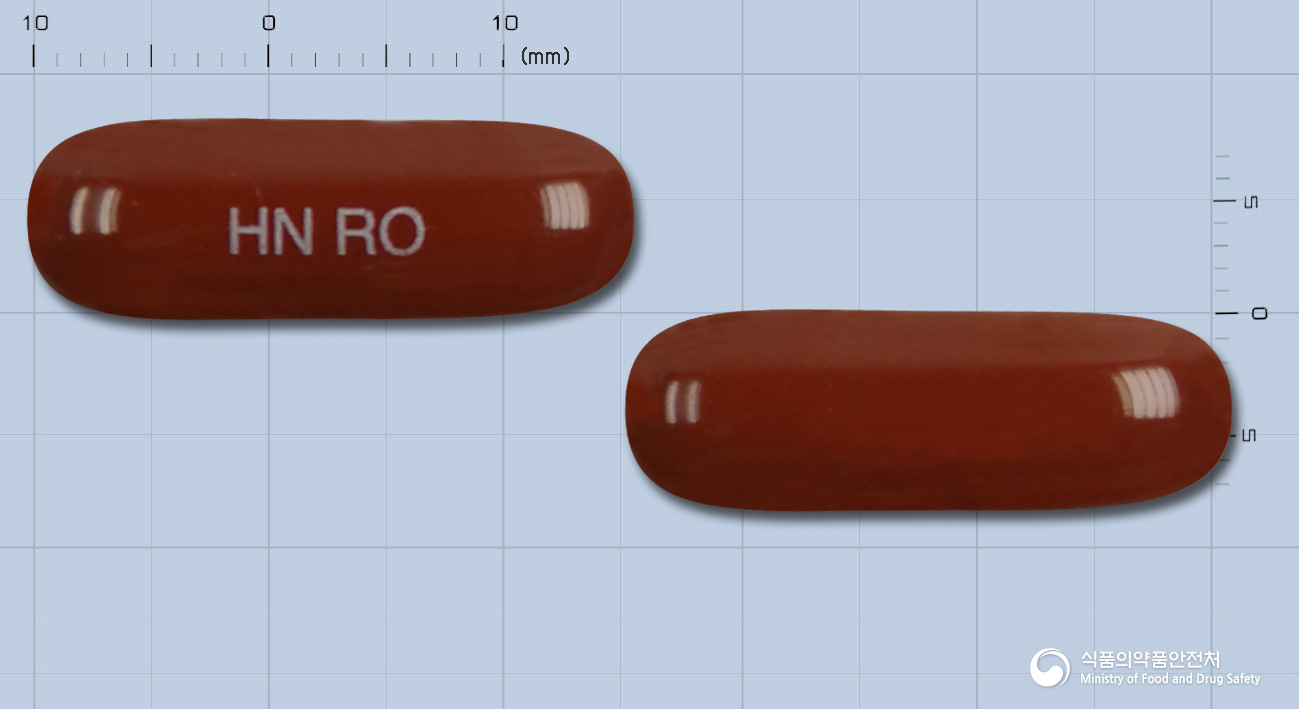 10 0 10
(mm)
HN RO
5
0
5
식품의약품안전처
Ministry of Food and Drug Safety